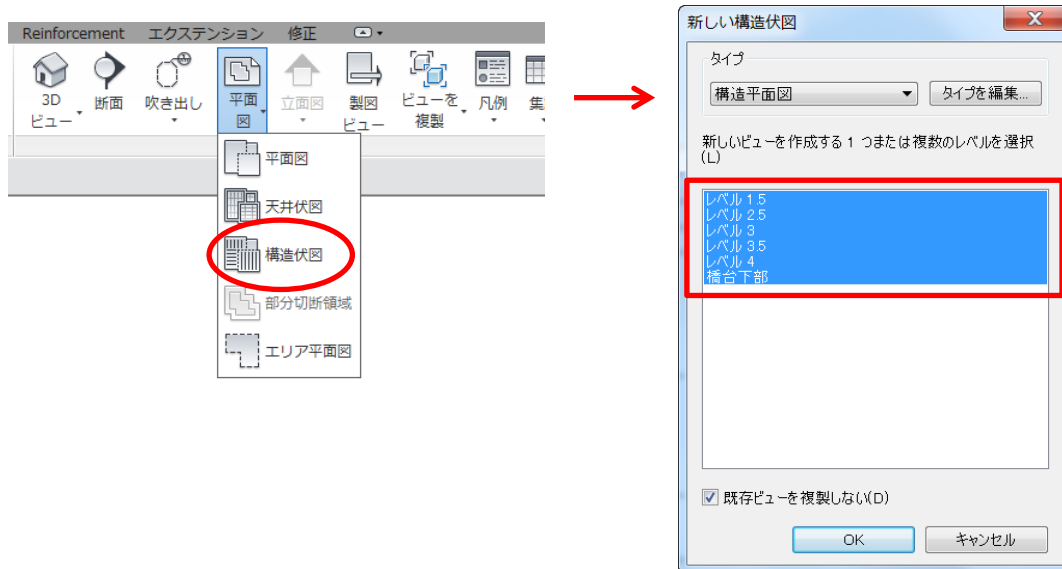 Reinforcement エクステンション 修正
3D
ビュー
断面
吹き出し
平面
図
立面図
製図
ビュー
ビューを
複製
凡例
集
平面図
天井伏図
構造伏図
部分切断領域
エリア平面図
新しい構造伏図
タイプ
構造平面図
タイプを編集...
新しいビューを作成する 1 つまたは複数のレベルを選択
(L)
レベル 1.5
レベル 2.5
レベル 3
レベル 3.5
レベル 4
橋台下部
既存ビューを複製しない(D)
OK
キャンセル